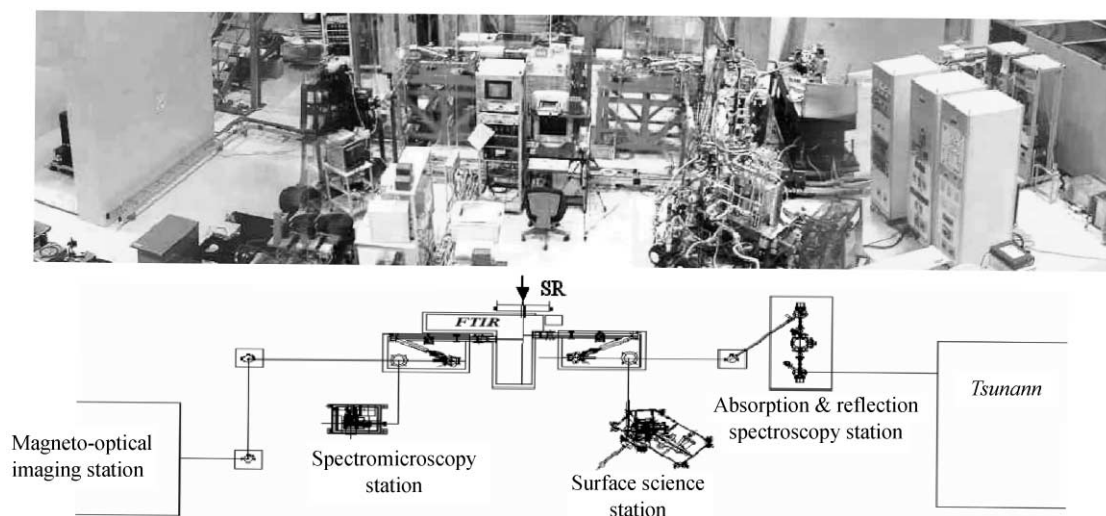 SR
FTIR
Tsunann
Absorption & reflection
spectroscopy station
Magneto-optical
imaging station
Spectromicroscopy
station
Surface science
station